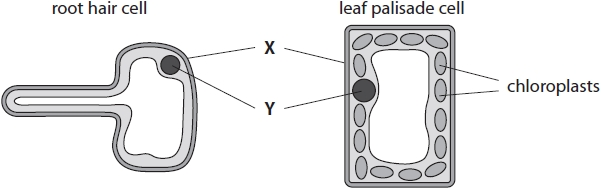 root hair cell
leaf palisade cell
X
Y
chloroplasts